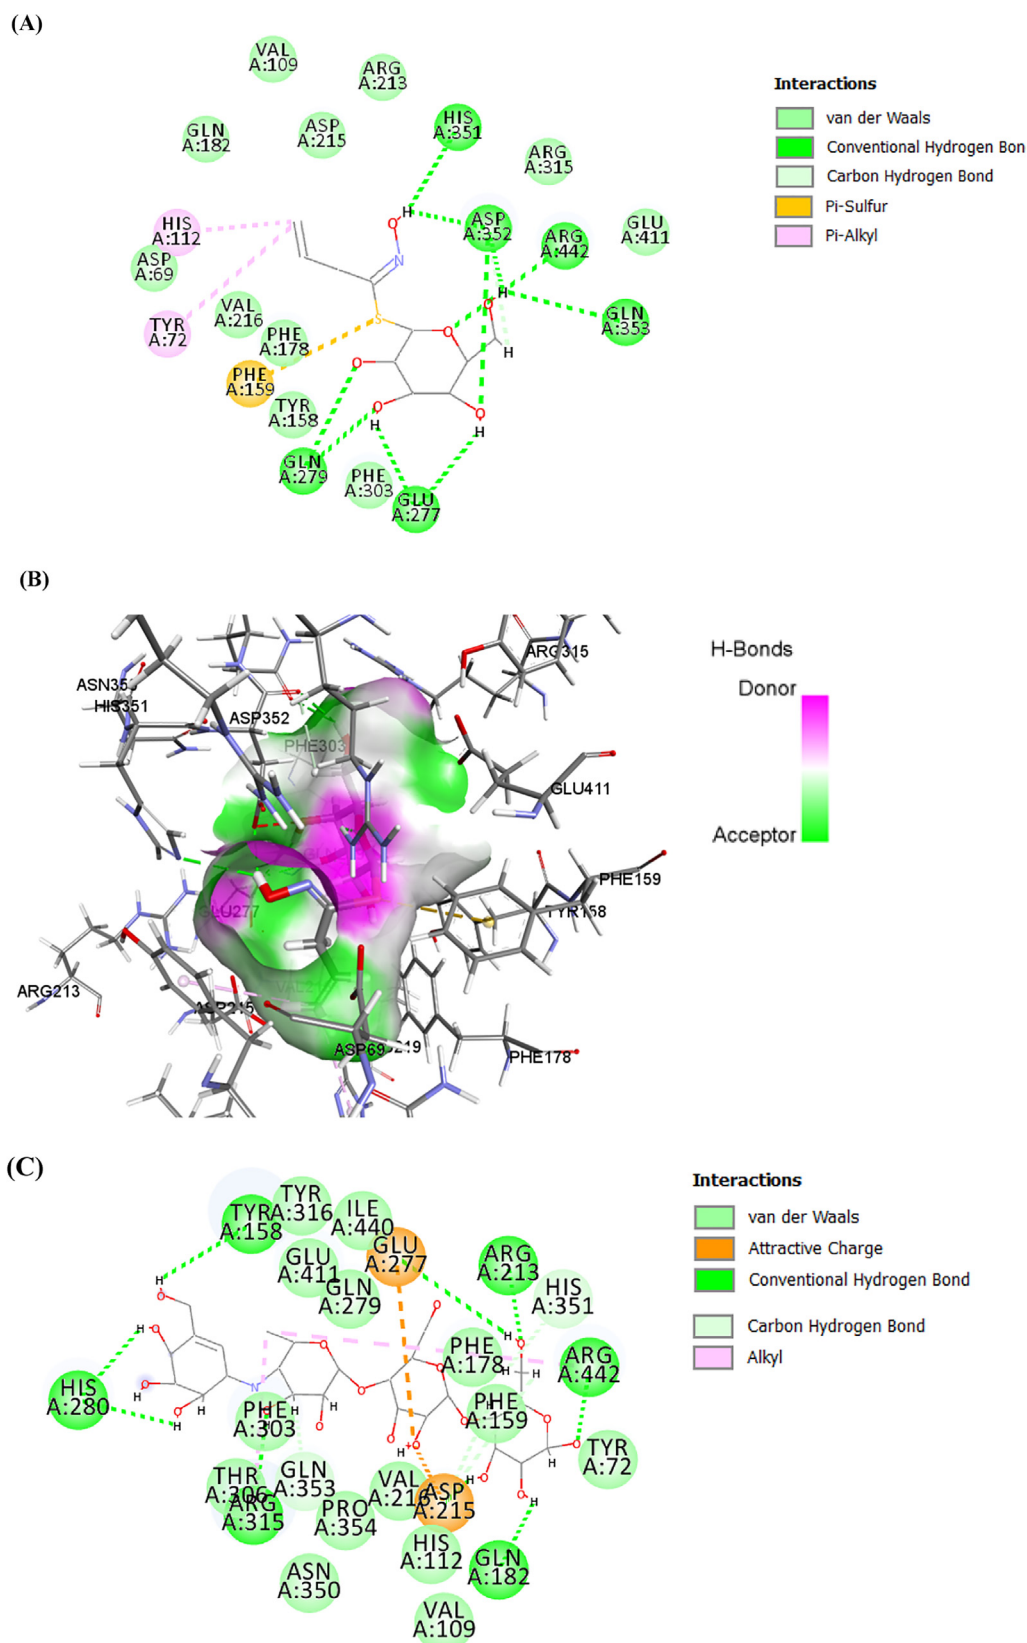 (A)
VAL
A:109
ARG
A:213
GLN
A:182
ASP
A:215
HIS
A:351
ARG
A:315
HIS
A:112
ASP
A:69
ASP
A:352
ARG
A:442
GLU
A:411
TYR
A:72
VAL
A:216
PHE
A:178
GLN
A:353
PHE
A:159
TYR
A:158
GLN
A:279
PHE
A:303
GLU
A:277
H
O
N
S
O
H
O
H
O
O
H
O
H
Interactions
van der Waals
Conventional Hydrogen Bon
Carbon Hydrogen Bond
Pi-Sulfur
Pi-Alkyl
(B)
HIS351
ASP352
PHE303
ARG315
GLU411
PHE159
TYR158
GLU277
ARG213
ASP215
ASP69
PHE178
H-Bonds
Donor
Acceptor
(C)
TYR
A:158
TYR
A:316
ILE
A:440
GLU
A:277
GLU
A:411
GLN
A:279
ARG
A:213
HIS
A:351
PHE
A:178
ARG
A:442
HIS
A:280
PHE
A:303
PHE
A:159
TYR
A:72
THR
A:306
ARG
A:315
GLN
A:353
PRO
A:354
VAL
A:216
ASP
A:215
HIS
A:112
GLN
A:182
ASN
A:350
VAL
A:109
Interactions
van der Waals
Attractive Charge
Conventional Hydrogen Bond
Carbon Hydrogen Bond
Alkyl